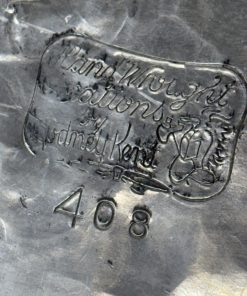 Hand Wrought
Creations
by
Rodney Kent
408